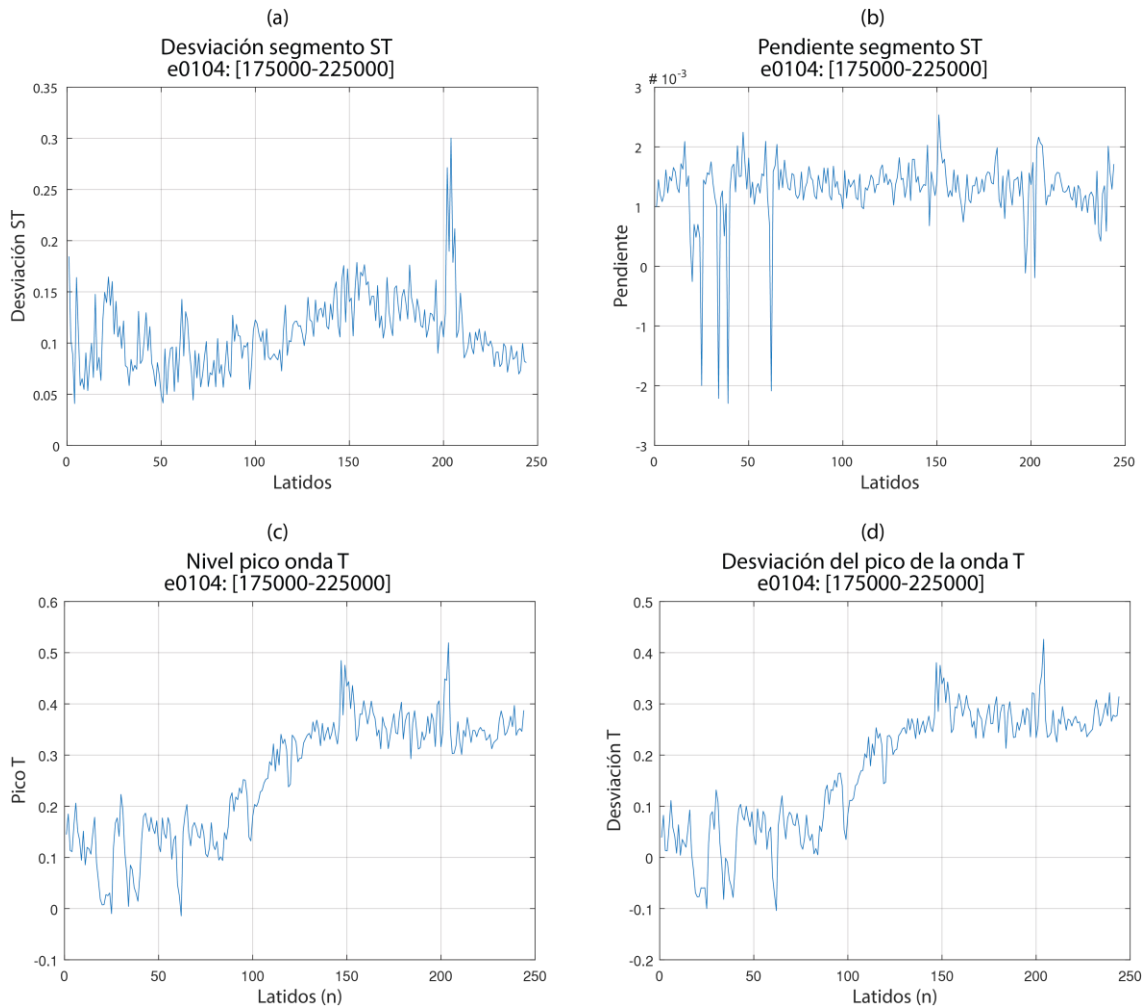 (a)
Desviación segmento ST
e0104: [175000-225000]
0.35
0.3
0.25
0.2
0.15
0.1
0.05
0
Desviación ST
0
50
100
150
200
250
Latidos
(b)
Pendiente segmento ST
e0104: [175000-225000]
# 10-3
3
2
1
0
-1
-2
-3
Pendiente
0
50
100
150
200
250
Latidos
(c)
Nivel pico onda T
e0104: [175000-225000]
0.6
0.5
0.4
0.3
0.2
0.1
0
-0.1
Pico T
0
50
100
150
200
250
Latidos (n)
(d)
Desviación del pico de la onda T
e0104: [175000-225000]
0.5
0.4
0.3
0.2
0.1
0
-0.1
-0.2
Desviación T
0
50
100
150
200
250
Latidos (n)